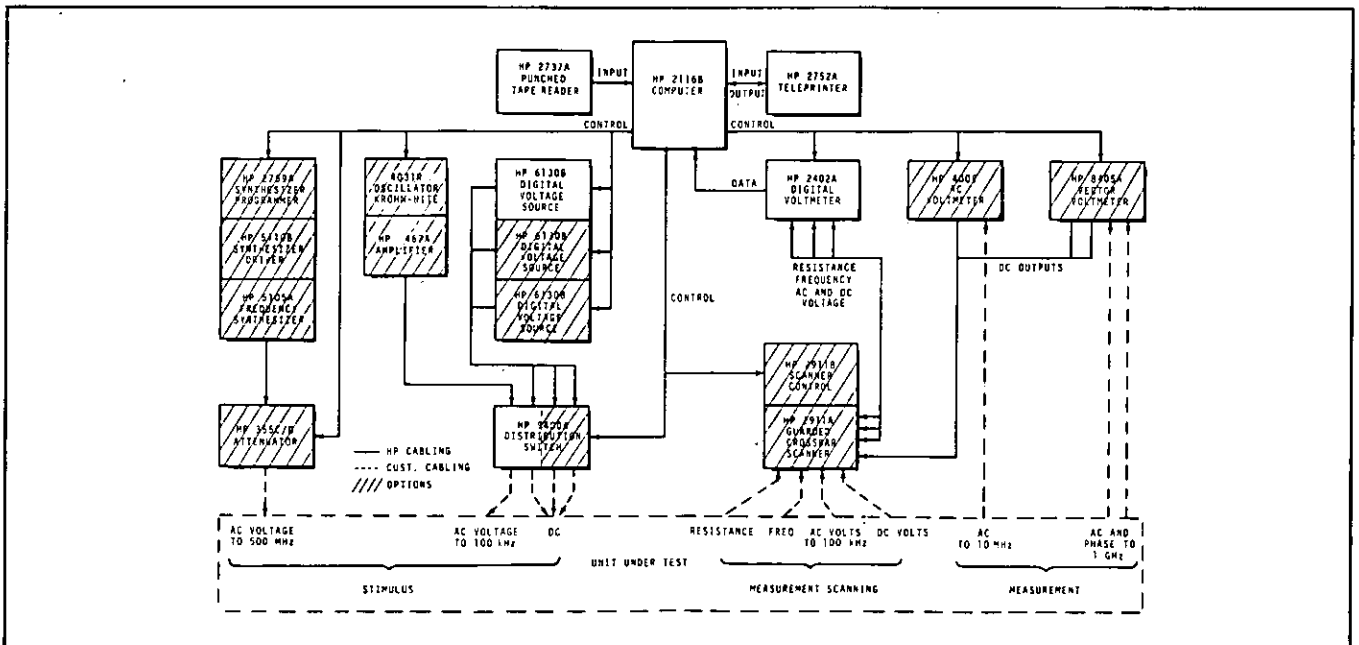 HP 2737A
PUNCHED
TAPE READER
INPUT
HP 2116B
COMPUTER
INPUT
OUTPUT
HP 2752A
TELEPRINTER
CONTROL
CONTROL
HP 2759A
SYNTHESIZER
PROGRAMMER
HP 5110B
SYNTHESIZER
DRIVER
HP 5105A
FREQUENCY
SYNTHESIZER
4031R
OSCILLATOR
KROHN-HITE
HP 467A
AMPLIFIER
HP 6130B
DIGITAL
VOLTAGE
SOURCE
HP 6130B
DIGITAL
VOLTAGE
SOURCE
HP 6130B
DIGITAL
VOLTAGE
SOURCE
DATA
HP 2402A
DIGITAL
VOLTMETER
HP 400E
AC
VOLTMETER
HP 8405A
VECTOR
VOLTMETER
RESISTANCE
FREQUENCY
AC AND DC
VOLTAGE
DC OUTPUTS
CONTROL
HP 2911B
SCANNER
CONTROL
HP 2911A
GUARDED
CROSSBAR
SCANNER
HP 355C/D
ATTENUATOR
HP 9400A
DISTRIBUTION
SWITCH
HP CABLING
CUST. CABLING
OPTIONS
AC VOLTAGE
TO 500 MHz
AC VOLTAGE
TO 100 kHz
DC
UNIT UNDER TEST
RESISTANCE
FREQ
AC VOLTS
TO 100 kHz
DC VOLTS
AC
TO 10 MHz
AC AND
PHASE TO
1 GHz
STIMULUS
MEASUREMENT SCANNING
MEASUREMENT